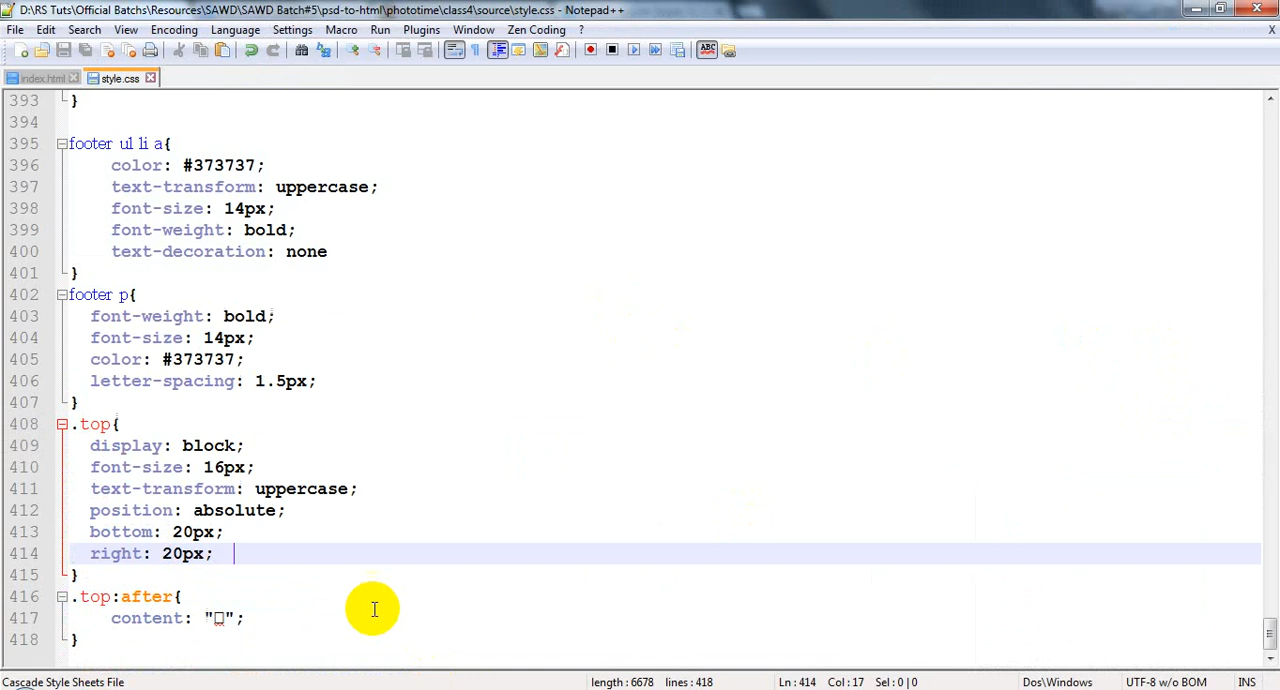 D:\RS Tuts\Official Batchs\Resources\SAWD\SAWD Batch#5\psd-to-html\phototime\class4\source\style.css - Notepad++
File Edit Search View Encoding Language Settings Macro Run Plugins Window Zen Coding ? X
index.html style.css
393 }
394
395 footer ul li a{
396 color: #373737;
397 text-transform: uppercase;
398 font-size: 14px;
399 font-weight: bold;
400 text-decoration: none
401 }
402 footer p{
403 font-weight: bold;
404 font-size: 14px;
405 color: #373737;
406 letter-spacing: 1.5px;
407 }
408 .top{
409 display: block;
410 font-size: 16px;
411 text-transform: uppercase;
412 position: absolute;
413 bottom: 20px;
414 right: 20px;
415 }
416 .top:after{
417 content: "□";
418 }
Cascade Style Sheets File length : 6678 lines : 418 Ln : 414 Col : 17 Sel : 0 | 0 Dos\Windows UTF-8 w/o BOM INS